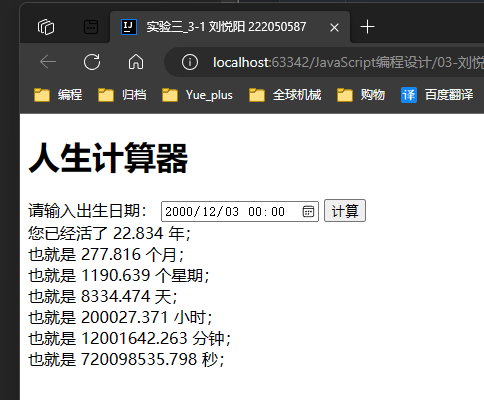 实验三_3-1 刘悦阳 222050587
localhost:63342/JavaScript编程设计/03-刘悦
编程 归档 Yue_plus 全球机械 购物 译 百度翻译
人生计算器
请输入出生日期： 2000/12/03 00:00 计算
您已经活了 22.834 年；
也就是 277.816 个月；
也就是 1190.639 个星期；
也就是 8334.474 天；
也就是 200027.371 小时；
也就是 12001642.263 分钟；
也就是 720098535.798 秒；